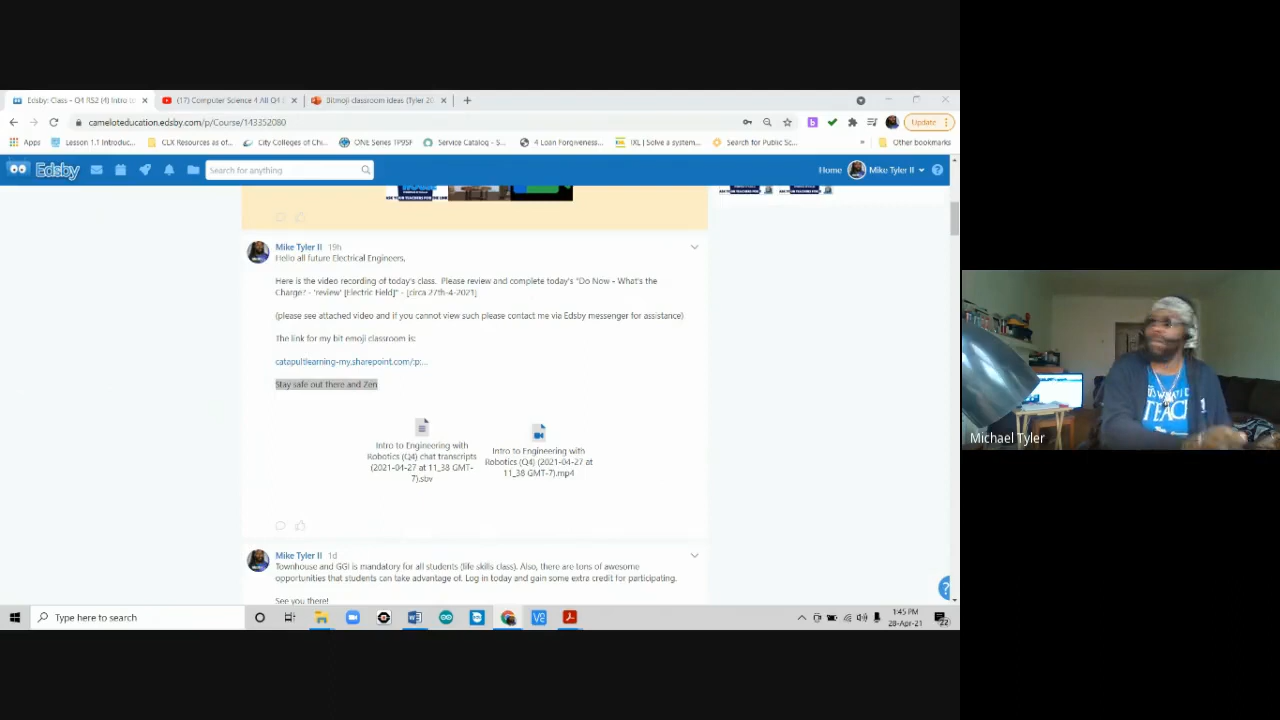 Edsby: Class - Q4 RS2 (4) Intro to
(17) Computer Science 4 All Q4
Bitmoji classroom ideas (Tyler 20
cameloteducation.edsby.com/p/Course/143352080
Update
Apps
Lesson 1.1 Introduc...
CLX Resources as of...
City Colleges of Chi...
Service Catalog - S...
4 Loan Forgiveness...
IXL | Solve a system...
Search for Public Sc...
»
Other bookmarks
Edsby
Search for anything
Home
Mike Tyler II
Mike Tyler II 19h
Hello all future Electrical Engineers,
Here is the video recording of today's class. Please review and complete today's "Do Now - What's the
Charge? - 'review' [Electric Field]" - [circa 27th-4-2021]
(please see attached video and if you cannot view such please contact me via Edsby messenger for assistance)
The link for my bit emoji classroom is:
catapultlearning-my.sharepoint.com/:p:...
Stay safe out there and Zen
Intro to Engineering with
Robotics (Q4) chat transcripts
(2021-04-27 at 11_38 GMT-
7).sbv
Intro to Engineering with
Robotics (Q4) (2021-04-27 at
11_38 GMT-7).mp4
Mike Tyler II 1d
Townhouse and GGI is mandatory for all students (life skills class). Also, there are tons of awesome
opportunities that students can take advantage of. Log in today and gain some extra credit for participating.
See you there!
Type here to search
1:45 PM
28-Apr-21
22
Michael Tyler
TEACH